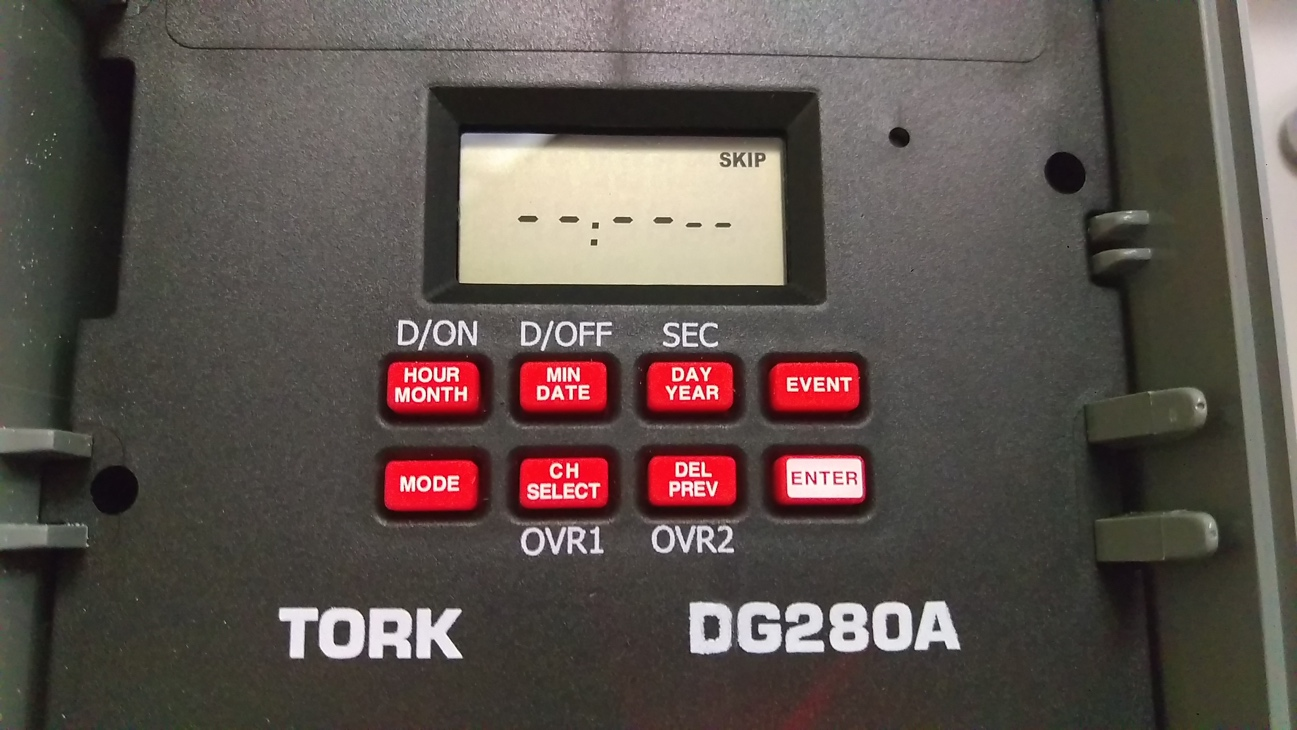 SKIP
--:----
D/ON D/OFF SEC
HOUR MONTH
MIN DATE
DAY YEAR
EVENT
MODE
CH SELECT
DEL PREV
ENTER
OVR1 OVR2
TORK DG280A